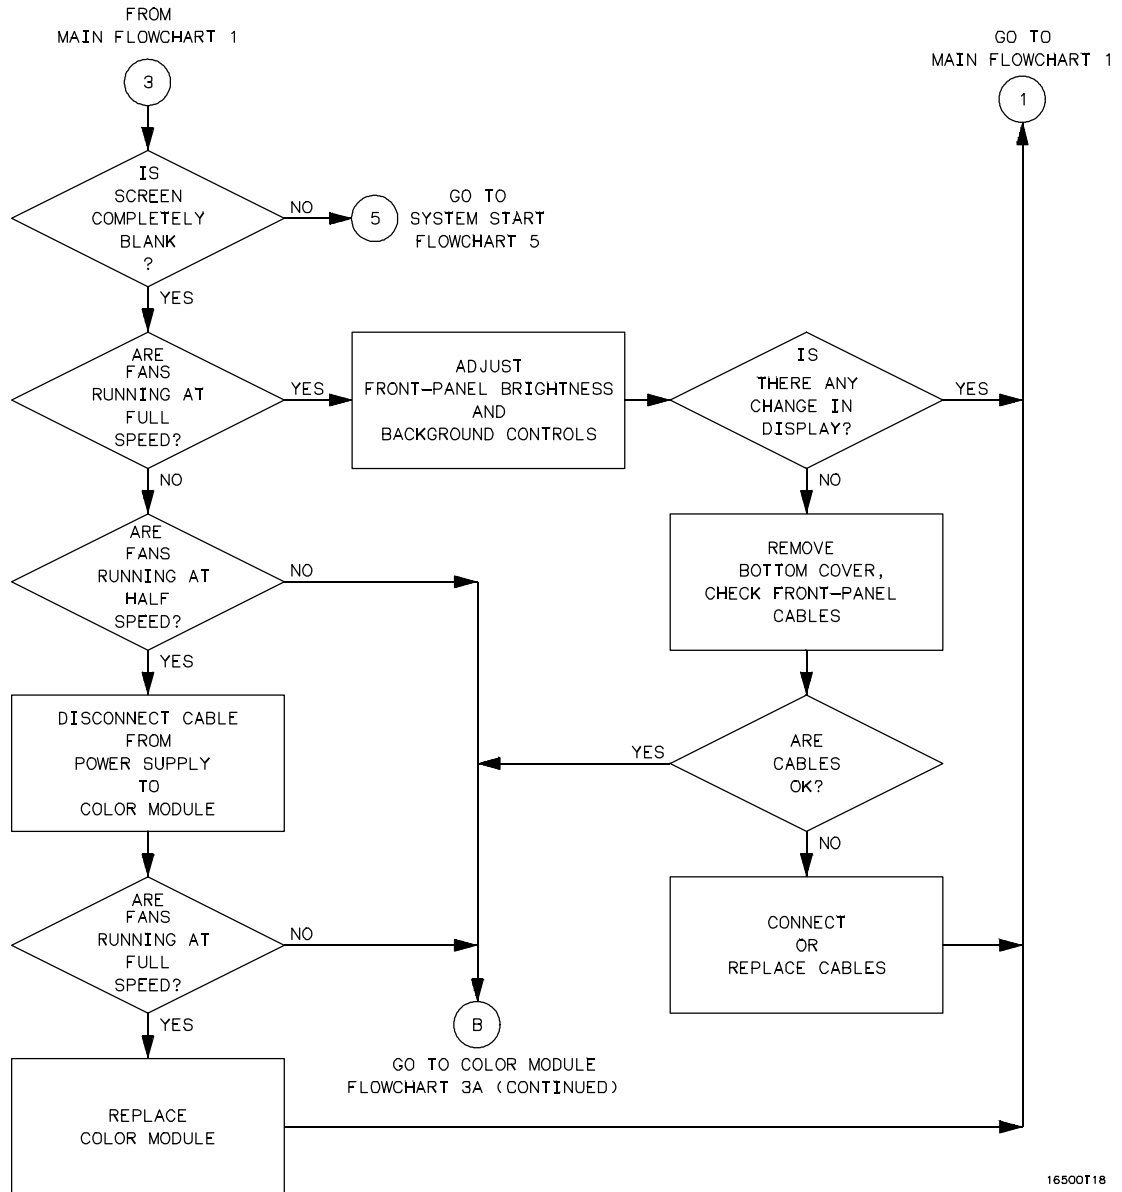 FROM
MAIN FLOWCHART 1
3
GO TO
MAIN FLOWCHART 1
1
IS
SCREEN
COMPLETELY
BLANK
?
NO
5
GO TO
SYSTEM START
FLOWCHART 5
YES
ARE
FANS
RUNNING AT
FULL
SPEED?
YES
ADJUST
FRONT-PANEL BRIGHTNESS
AND
BACKGROUND CONTROLS
IS
THERE ANY
CHANGE IN
DISPLAY?
YES
NO
NO
ARE
FANS
RUNNING AT
HALF
SPEED?
NO
REMOVE
BOTTOM COVER,
CHECK FRONT-PANEL
CABLES
YES
DISCONNECT CABLE
FROM
POWER SUPPLY
TO
COLOR MODULE
YES
ARE
CABLES
OK?
NO
ARE
FANS
RUNNING AT
FULL
SPEED?
NO
CONNECT
OR
REPLACE CABLES
YES
B
GO TO COLOR MODULE
FLOWCHART 3A (CONTINUED)
REPLACE
COLOR MODULE
16500T18